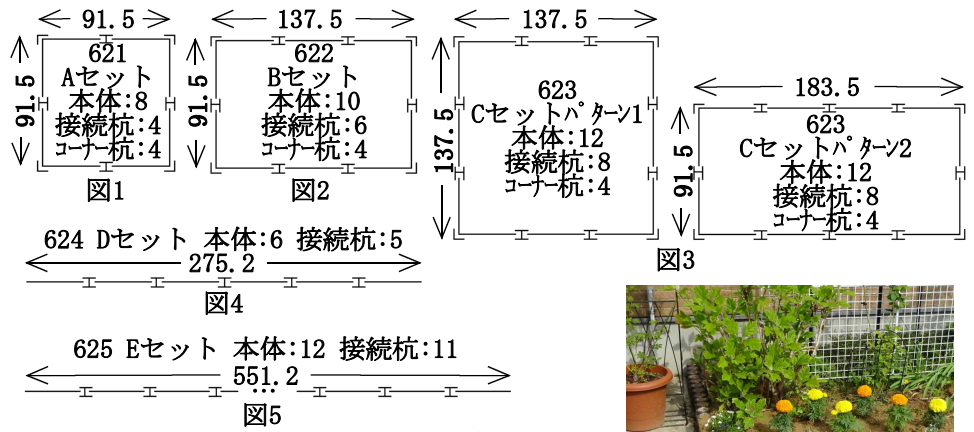 91.5
91.5
621
Aセット
本体:8
接続杭:4
コーナー杭:4
図1
137.5
91.5
622
Bセット
本体:10
接続杭:6
コーナー杭:4
図2
137.5
137.5
623
Cセットパターン1
本体:12
接続杭:8
コーナー杭:4
183.5
91.5
623
Cセットパターン2
本体:12
接続杭:8
コーナー杭:4
図3
624 Dセット 本体:6 接続杭:5
275.2
図4
625 Eセット 本体:12 接続杭:11
551.2
図5